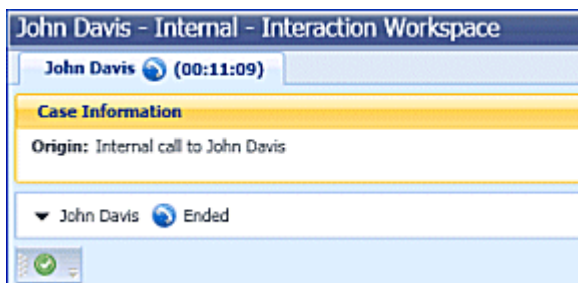 John Davis - Internal - Interaction Workspace
John Davis (00:11:09)
Case Information
Origin: Internal call to John Davis
John Davis Ended